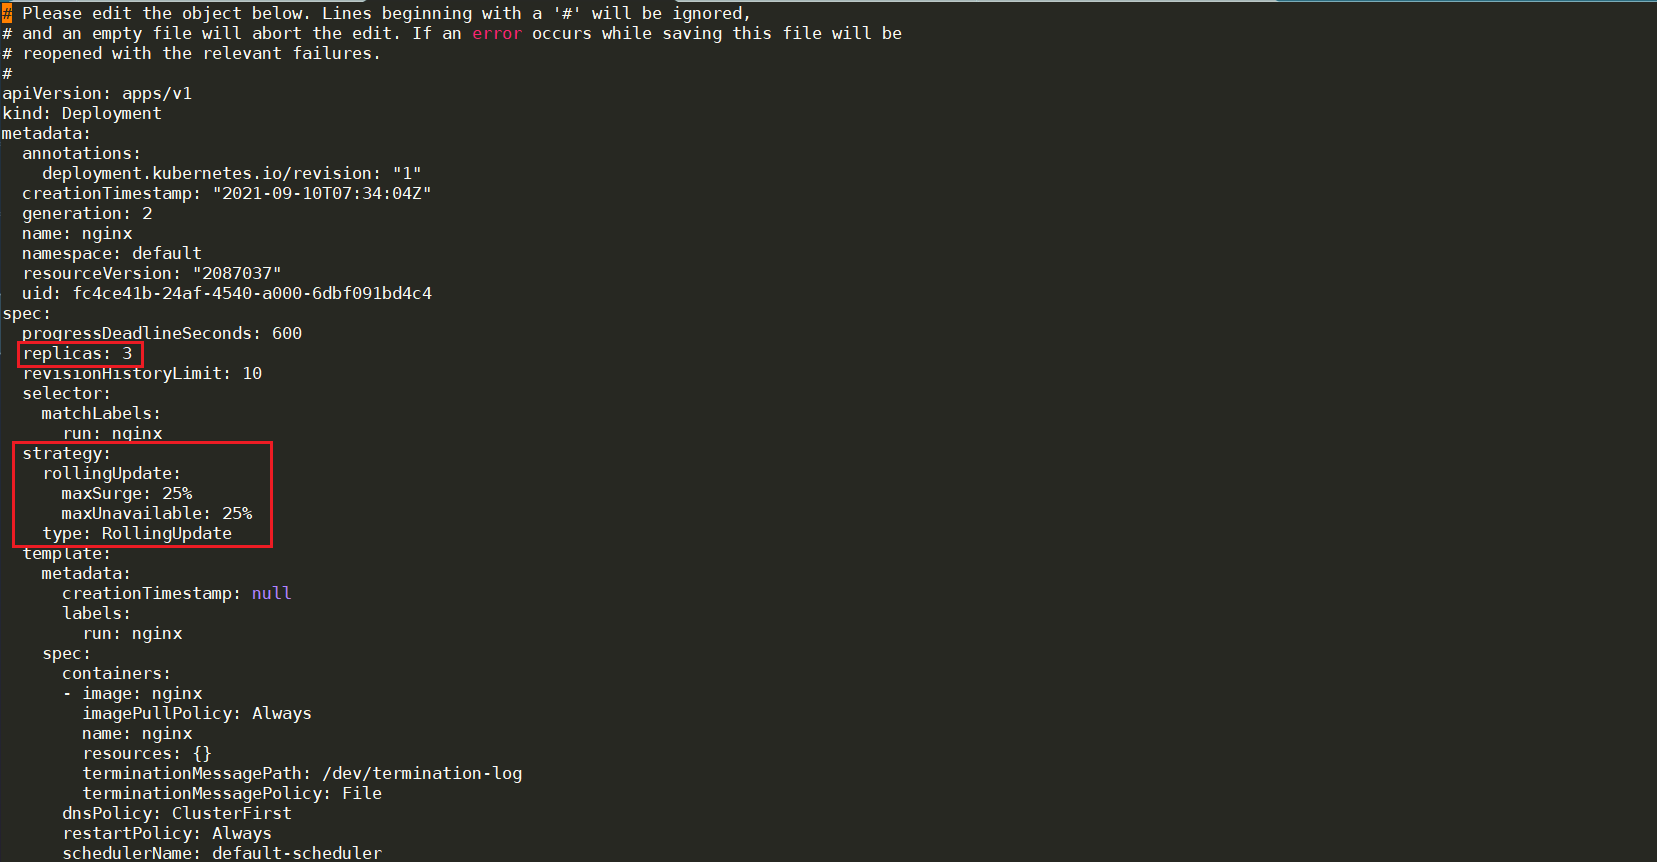 # Please edit the object below. Lines beginning with a '#' will be ignored,
# and an empty file will abort the edit. If an error occurs while saving this file will be
# reopened with the relevant failures.
#
apiVersion: apps/v1
kind: Deployment
metadata:
  annotations:
    deployment.kubernetes.io/revision: "1"
  creationTimestamp: "2021-09-10T07:34:04Z"
  generation: 2
  name: nginx
  namespace: default
  resourceVersion: "2087037"
  uid: fc4ce41b-24af-4540-a000-6dbf091bd4c4
spec:
  progressDeadlineSeconds: 600
  replicas: 3
  revisionHistoryLimit: 10
  selector:
    matchLabels:
      run: nginx
  strategy:
    rollingUpdate:
      maxSurge: 25%
      maxUnavailable: 25%
    type: RollingUpdate
  template:
    metadata:
      creationTimestamp: null
      labels:
        run: nginx
    spec:
      containers:
      - image: nginx
        imagePullPolicy: Always
        name: nginx
        resources: {}
        terminationMessagePath: /dev/termination-log
        terminationMessagePolicy: File
      dnsPolicy: ClusterFirst
      restartPolicy: Always
      schedulerName: default-scheduler